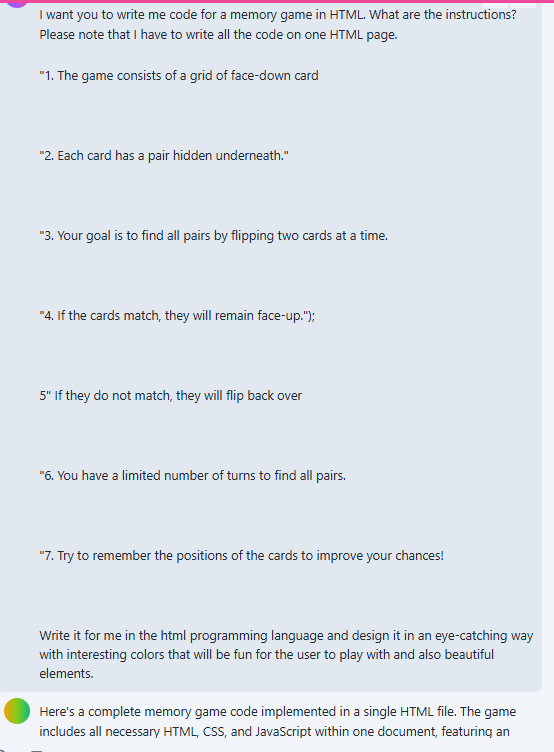 I want you to write me code for a memory game in HTML. What are the instructions?
Please note that I have to write all the code on one HTML page.
"1. The game consists of a grid of face-down card
"2. Each card has a pair hidden underneath."
"3. Your goal is to find all pairs by flipping two cards at a time.
"4. If the cards match, they will remain face-up.");
5" If they do not match, they will flip back over
"6. You have a limited number of turns to find all pairs.
"7. Try to remember the positions of the cards to improve your chances!
Write it for me in the html programming language and design it in an eye-catching way
with interesting colors that will be fun for the user to play with and also beautiful
elements.
Here's a complete memory game code implemented in a single HTML file. The game
includes all necessary HTML, CSS, and JavaScript within one document, featuring an